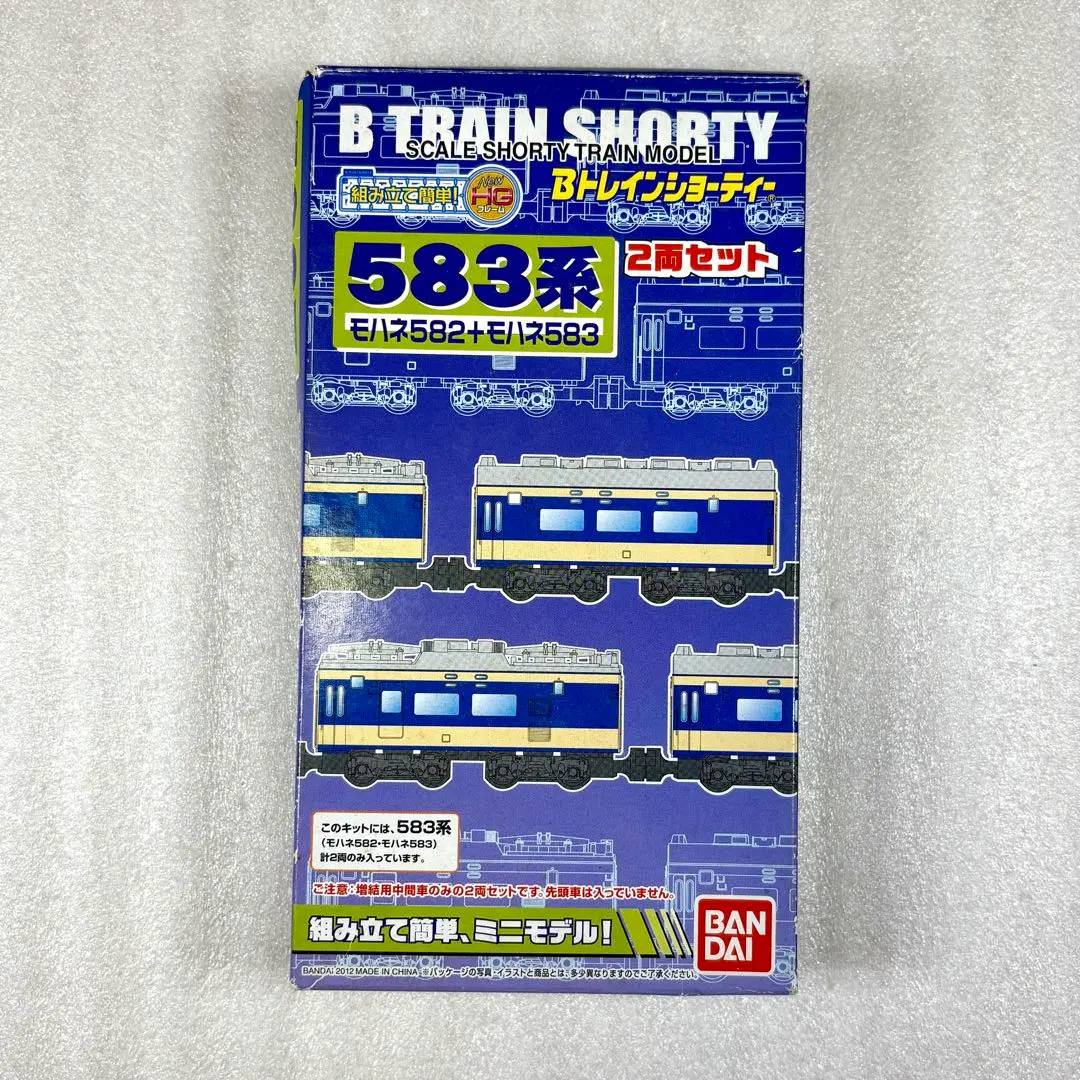 B TRAIN SHORTY
SCALE SHORTY TRAIN MODEL
組み立て簡単!
New
HG
フレーム
Bトレインショーティー®
583系
2両セット
モハネ582+モハネ583
このキットには、583系
(モハネ582・モハネ583)
計2両のみ入っています。
ご注意:増結用中間車のみの2両セットです。先頭車は入っていません。
組み立て簡単、ミニモデル!
BAN
DAI
BANDAI 2012 MADE IN CHINA ※パッケージの写真・イラストと商品とは、多少異なりますのでご了承ください。